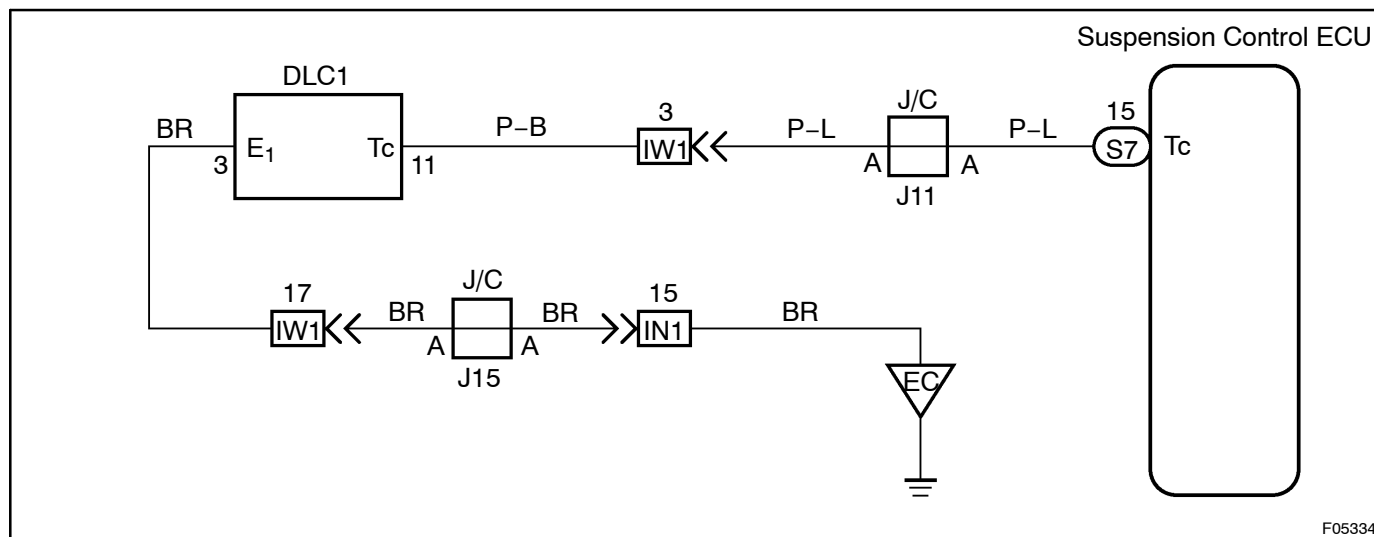 Suspension Control ECU
DLC1
J/C
BR
P−B
3
P−L
P−L
15
3
E1
Tc
11
IW1
A
A
S7
Tc
J11
17
J/C
15
IW1
BR
BR
IN1
BR
A
A
J15
EC
F05334